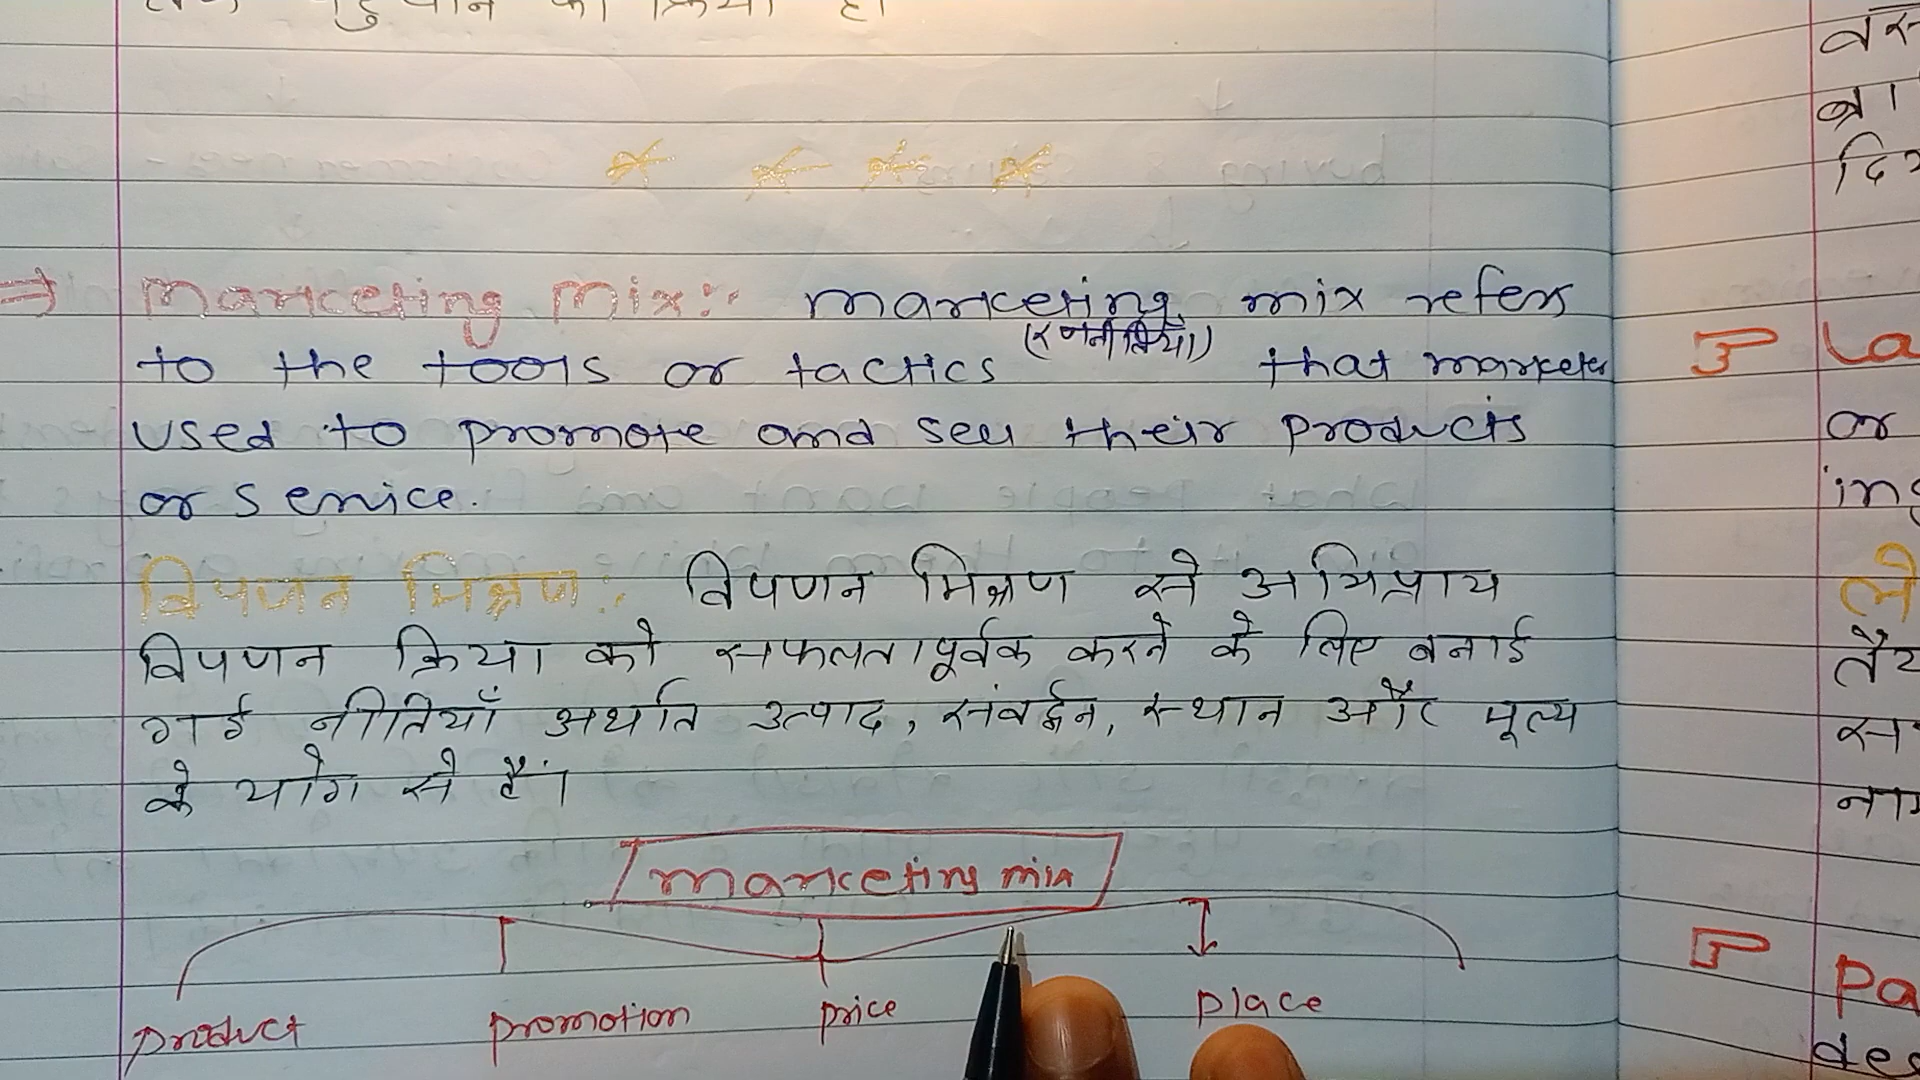 क्रिया है।
⇒ Marketing Mix:- Marketing mix refers
to the tools or tactics (रणनीतियाँ) that marketer
used to promote and sell their products
or service.
विपणन मिश्रण:- विपणन मिश्रण से अभिप्राय
विपणन क्रिया को सफलतापूर्वक करने के लिए बनाई
गई नीतियाँ अर्थात उत्पाद, संवर्द्धन, स्थान और मूल्य
के योग से हैं।
Marketing mix
product promotion price place
La
or
ing
ले
तैय
स
नाम
Pa
des